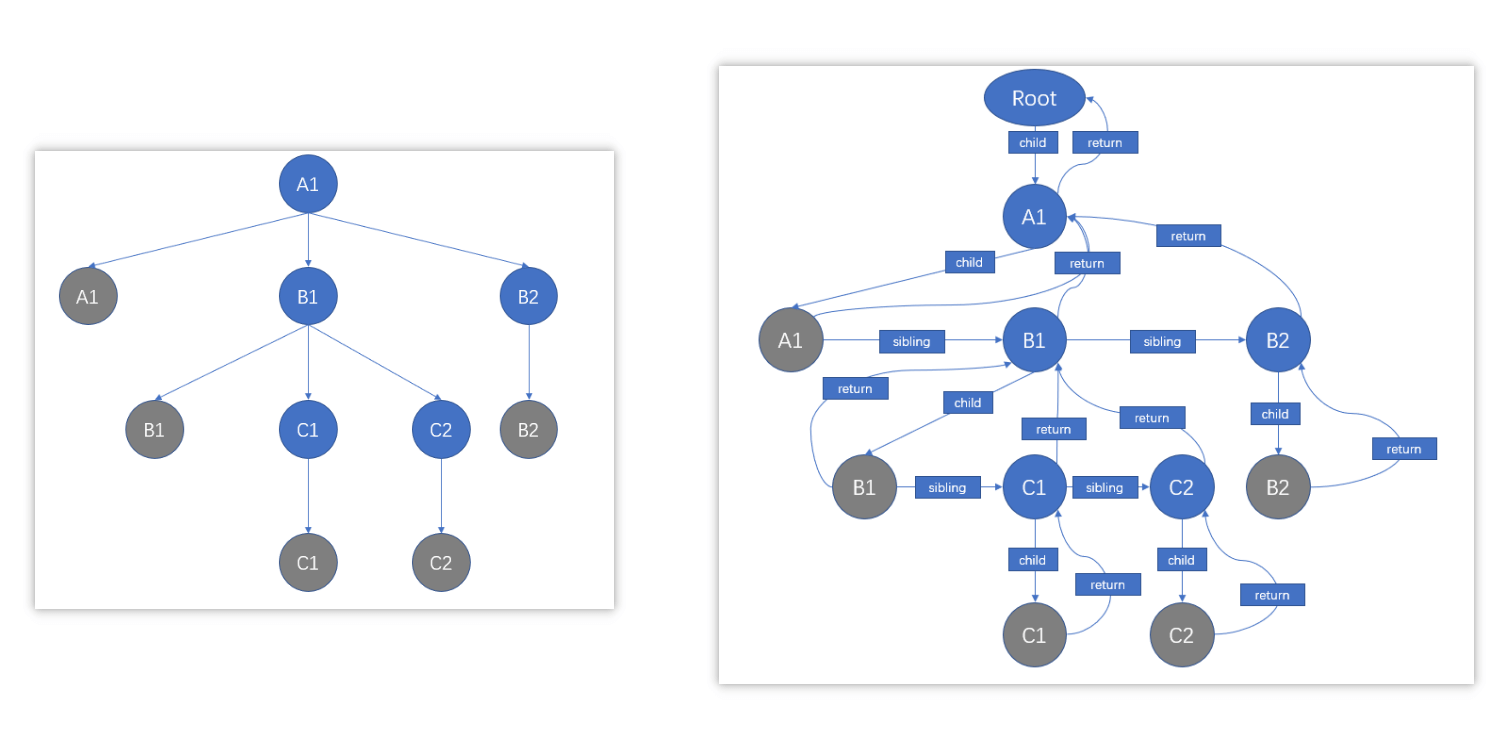 A1
A1
B1
B2
B1
C1
C2
B2
C1
C2
Root
child
return
A1
return
child
return
A1
sibling
B1
sibling
B2
return
child
child
return
return
return
B1
sibling
C1
sibling
C2
B2
child
child
return
return
C1
C2